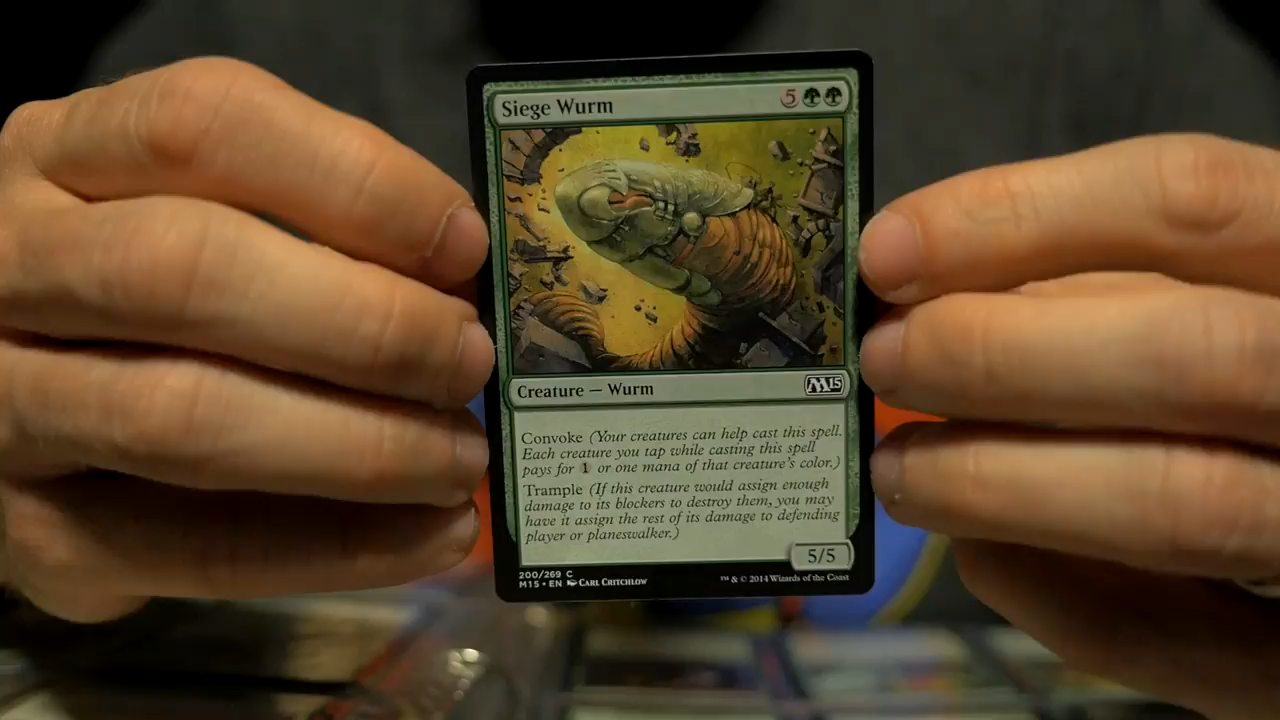 Siege Wurm 5
Creature — Wurm M15
Convoke (Your creatures can help cast this spell.
Each creature you tap while casting this spell
pays for 1 or one mana of that creature's color.)
Trample (If this creature would assign enough
damage to its blockers to destroy them, you may
have it assign the rest of its damage to defending
player or planeswalker.)
5/5
200/269 C
M15 • EN Carl Critchlow ™ & © 2014 Wizards of the Coast